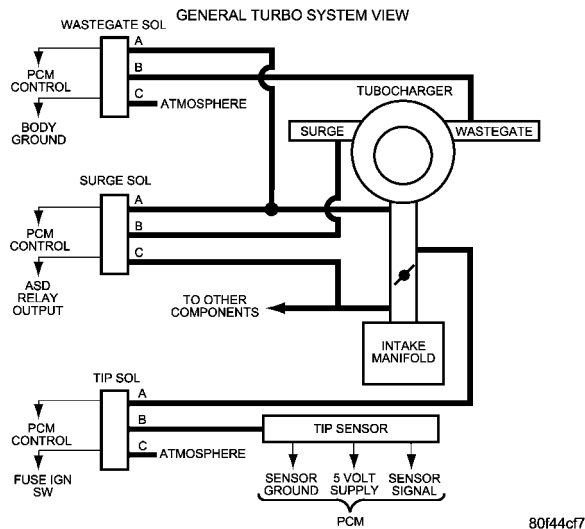 GENERAL TURBO SYSTEM VIEW
WASTEGATE SOL
A
B
C
ATMOSPHERE
PCM
CONTROL
BODY
GROUND
TUBOCHARGER
SURGE
WASTEGATE
SURGE SOL
A
B
C
PCM
CONTROL
ASD
RELAY
OUTPUT
TO OTHER
COMPONENTS
INTAKE
MANIFOLD
TIP SOL
A
B
C
ATMOSPHERE
PCM
CONTROL
FUSE IGN
SW
TIP SENSOR
SENSOR
GROUND
5 VOLT
SUPPLY
SENSOR
SIGNAL
PCM
80f44cf7